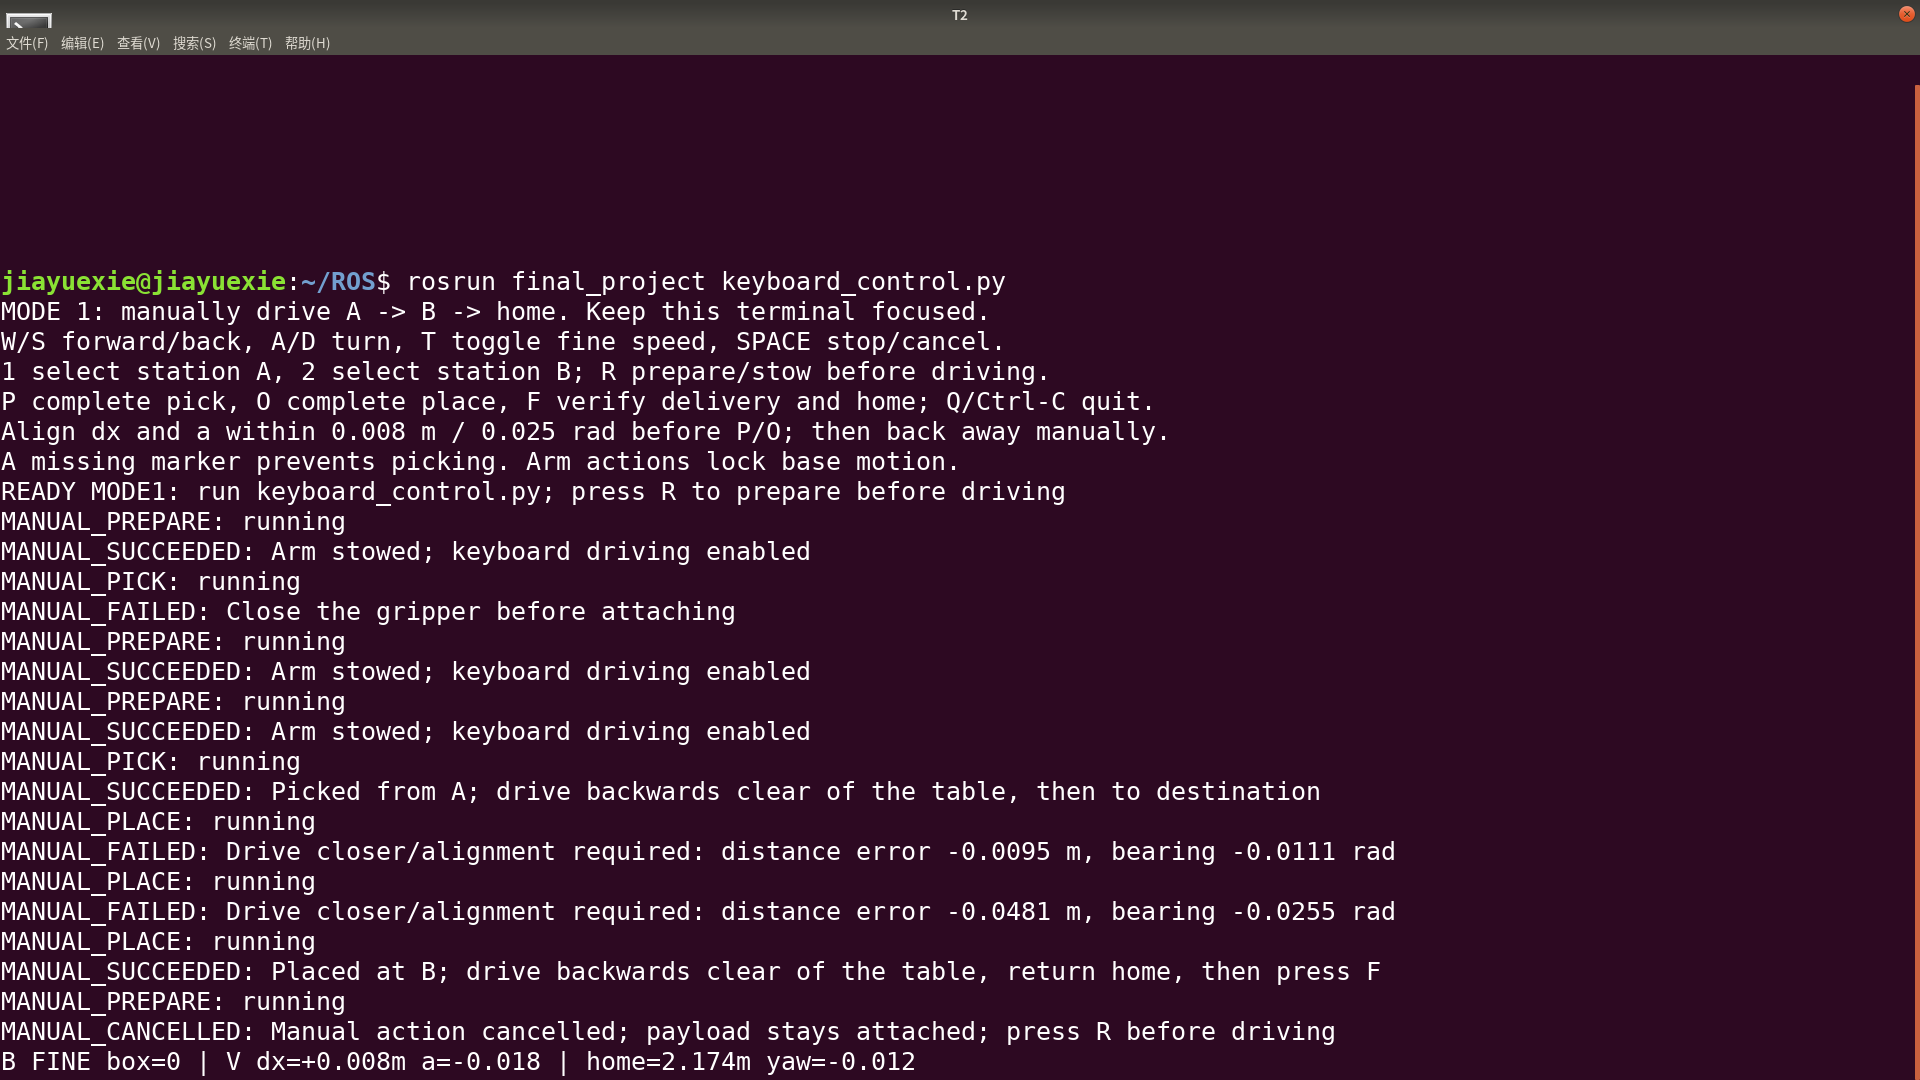 T2
文件(F) 编辑(E) 查看(V) 搜索(S) 终端(T) 帮助(H)
jiayuexie@jiayuexie:~/ROS$ rosrun final_project keyboard_control.py
MODE 1: manually drive A -> B -> home. Keep this terminal focused.
W/S forward/back, A/D turn, T toggle fine speed, SPACE stop/cancel.
1 select station A, 2 select station B; R prepare/stow before driving.
P complete pick, O complete place, F verify delivery and home; Q/Ctrl-C quit.
Align dx and a within 0.008 m / 0.025 rad before P/O; then back away manually.
A missing marker prevents picking. Arm actions lock base motion.
READY MODE1: run keyboard_control.py; press R to prepare before driving
MANUAL_PREPARE: running
MANUAL_SUCCEEDED: Arm stowed; keyboard driving enabled
MANUAL_PICK: running
MANUAL_FAILED: Close the gripper before attaching
MANUAL_PREPARE: running
MANUAL_SUCCEEDED: Arm stowed; keyboard driving enabled
MANUAL_PREPARE: running
MANUAL_SUCCEEDED: Arm stowed; keyboard driving enabled
MANUAL_PICK: running
MANUAL_SUCCEEDED: Picked from A; drive backwards clear of the table, then to destination
MANUAL_PLACE: running
MANUAL_FAILED: Drive closer/alignment required: distance error -0.0095 m, bearing -0.0111 rad
MANUAL_PLACE: running
MANUAL_FAILED: Drive closer/alignment required: distance error -0.0481 m, bearing -0.0255 rad
MANUAL_PLACE: running
MANUAL_SUCCEEDED: Placed at B; drive backwards clear of the table, return home, then press F
MANUAL_PREPARE: running
MANUAL_CANCELLED: Manual action cancelled; payload stays attached; press R before driving
B FINE box=0 | V dx=+0.008m a=-0.018 | home=2.174m yaw=-0.012